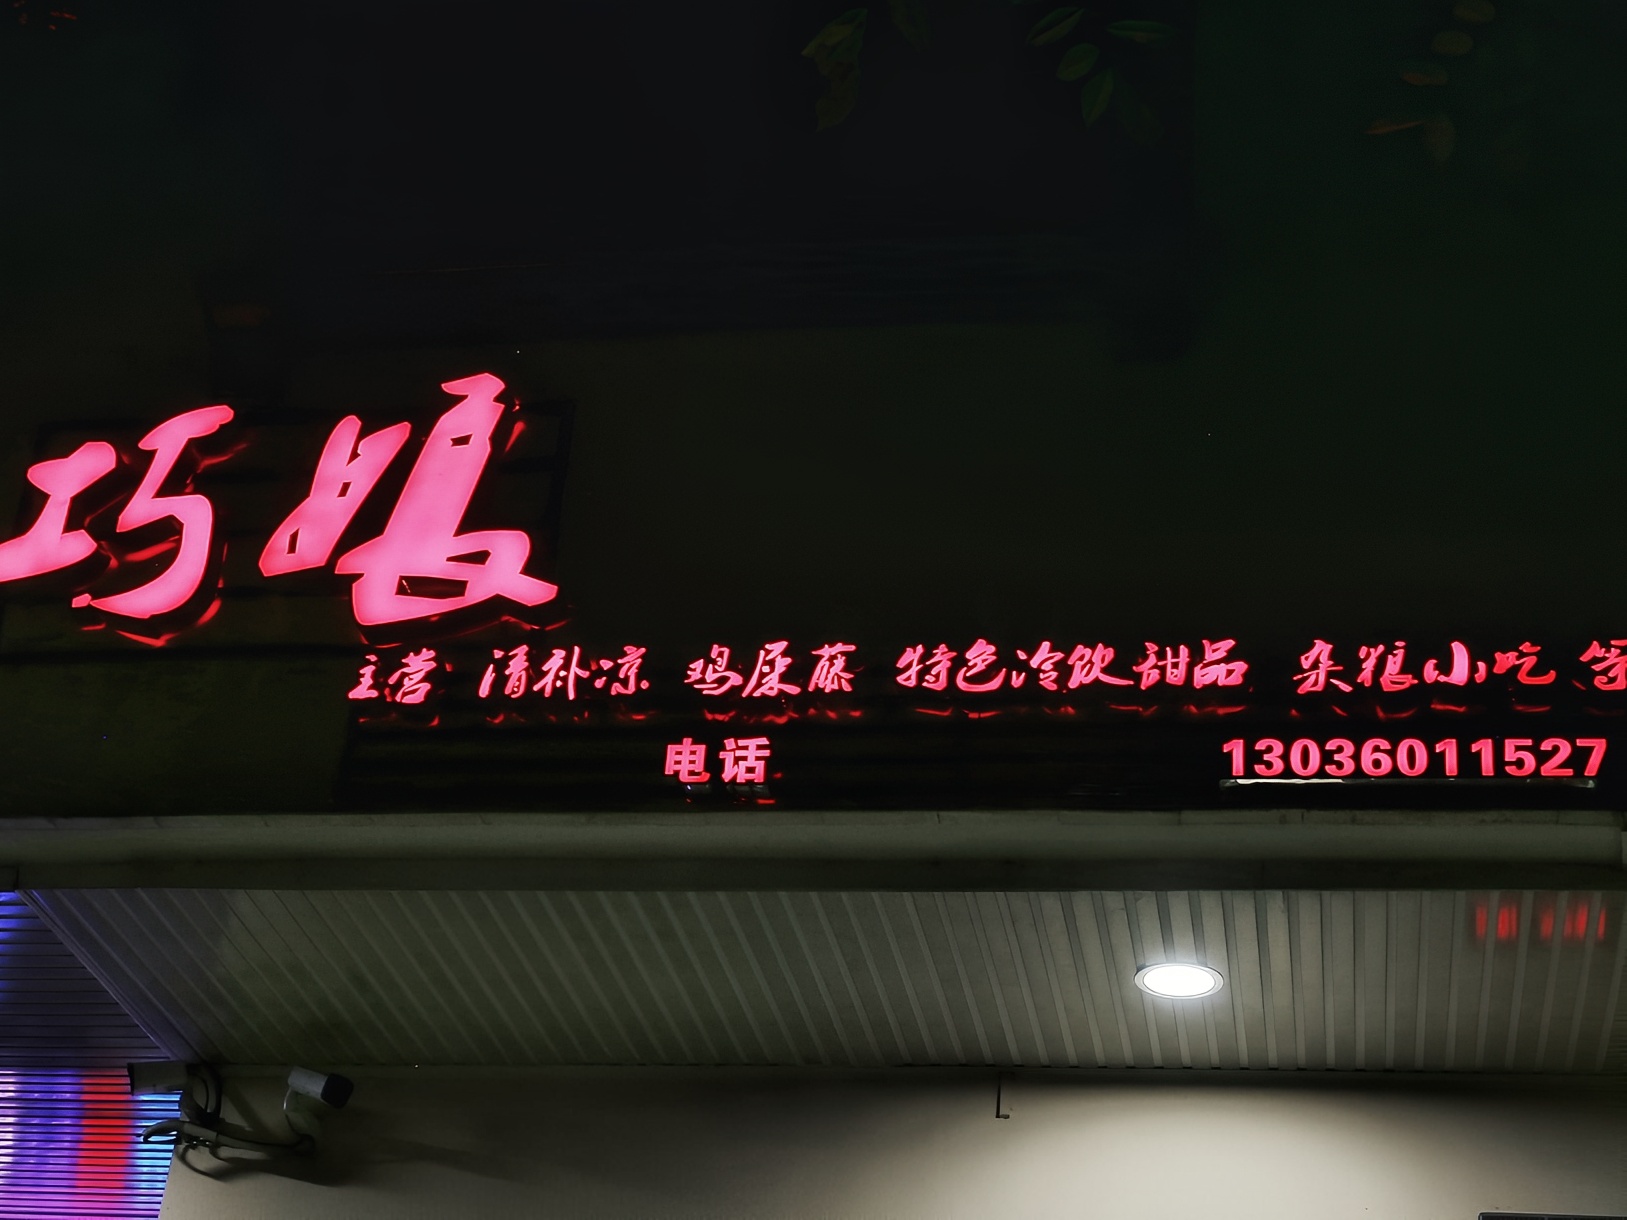 巧娘
主营 清补凉 鸡屎藤 特色冷饮甜品 杂粮小吃 等
电话 13036011527